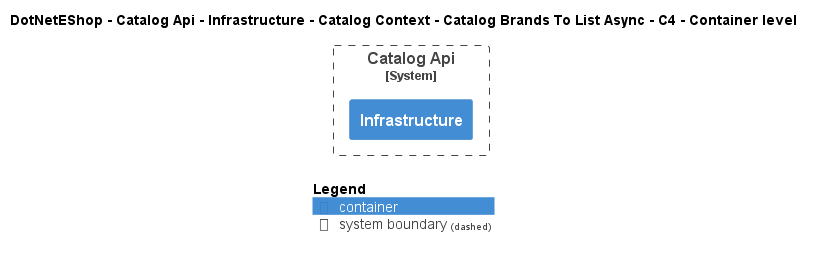 DotNetEShop - Catalog Api - Infrastructure - Catalog Context - Catalog Brands To List Async - C4 - Container level
Catalog Api
[System]
Infrastructure
Legend
container
system boundary (dashed)